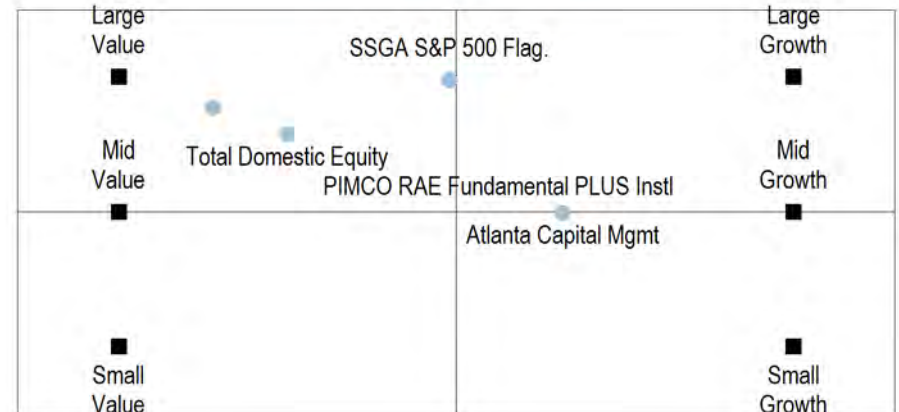 Large
Value
Large
Growth
SSGA S&P 500 Flag.
Mid
Value
Total Domestic Equity
Mid
Growth
PIMCO RAE Fundamental PLUS Instl
Atlanta Capital Mgmt
Small
Value
Small
Growth